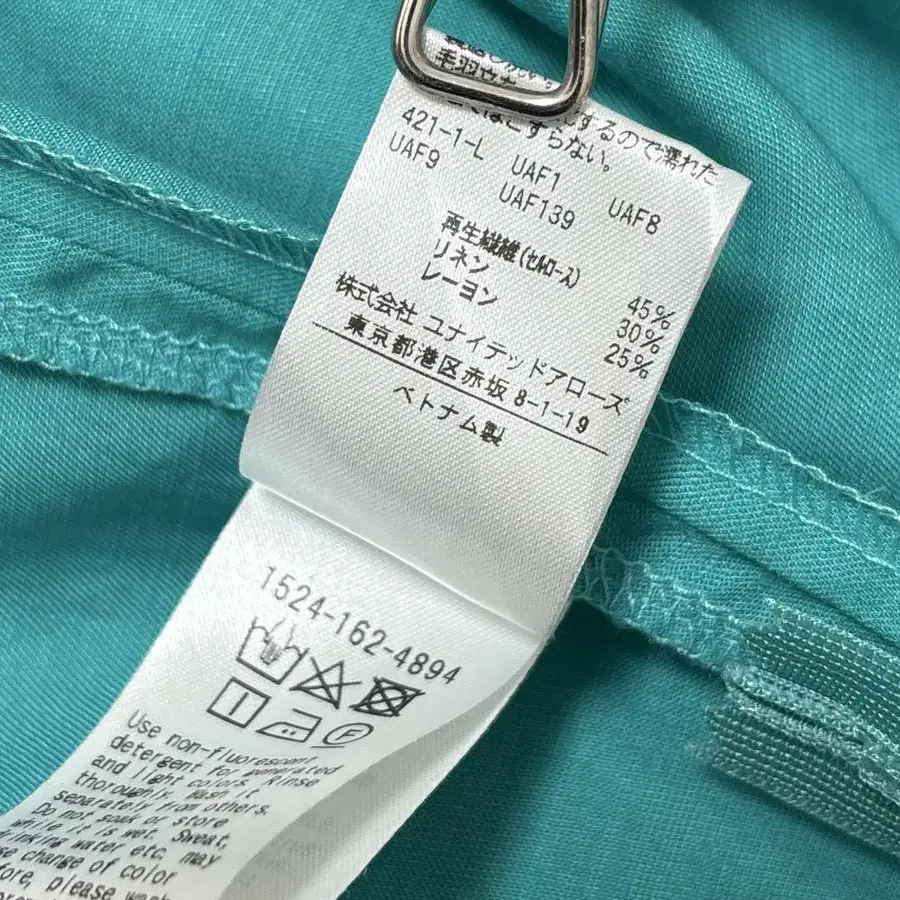 毛羽立
するので濡れた
ではこすらない。
421-1-L UAF1 UAF8
UAF9 UAF139
再生繊維(セルロース) 45%
リネン 30%
レーヨン 25%
株式会社 ユナイテッドアローズ
東京都港区赤坂 8-1-19
ベトナム製
1524-162-4894
F
Use non-fluorescent
detergent for generated
and light colors. Rinse
thoroughly. Wash it
separately from others.
Do not soak or store
while it is wet. Sweat,
drinking water etc. may
change of color
please wash